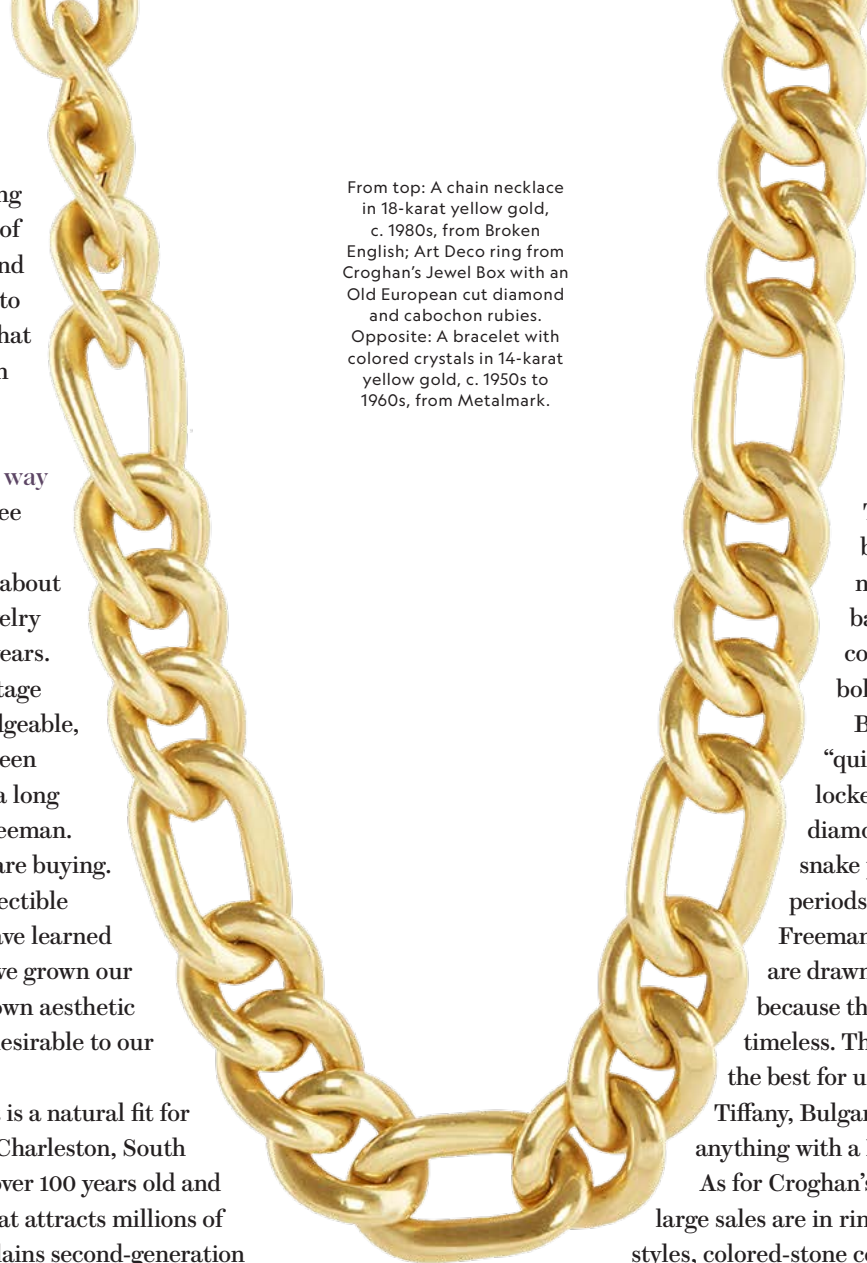 ng
of
nd
to
hat
n
way
ee
about
elry
ears.
tage
lgeable,
een
a long
eeman.
are buying.
ectible
ave learned
ve grown our
own aesthetic
esirable to our
is a natural fit for
Charleston, South
over 100 years old and
at attracts millions of
lains second-generation
From top: A chain necklace
in 18-karat yellow gold,
c. 1980s, from Broken
English; Art Deco ring from
Croghan’s Jewel Box with an
Old European cut diamond
and cabochon rubies.
Opposite: A bracelet with
colored crystals in 14-karat
yellow gold, c. 1950s to
1960s, from Metalmark.
T
b
n
ba
co
bol
B
“qui
locke
diamo
snake
periods
Freeman
are drawn
because th
timeless. Th
the best for u
Tiffany, Bulgar
anything with a
As for Croghan’s
large sales are in rin
styles, colored-stone c